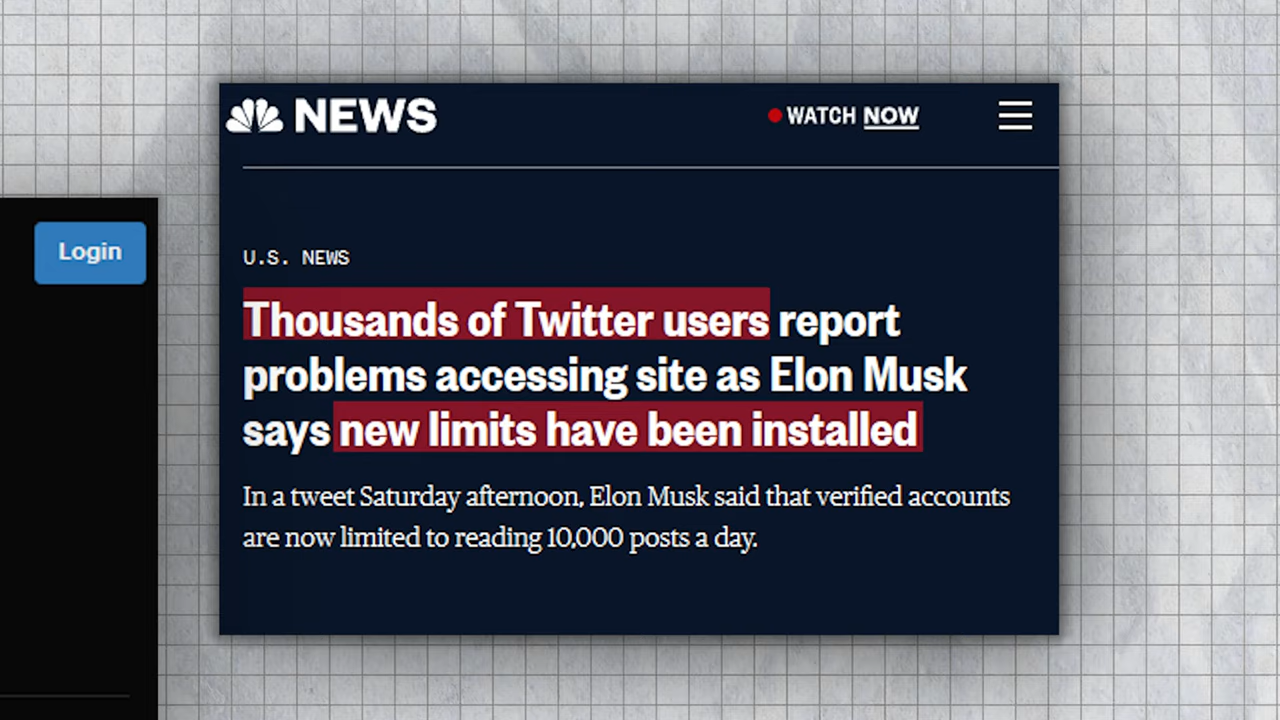 NEWS
WATCH NOW
Login
U.S. NEWS
Thousands of Twitter users report
problems accessing site as Elon Musk
says new limits have been installed
In a tweet Saturday afternoon, Elon Musk said that verified accounts
are now limited to reading 10,000 posts a day.